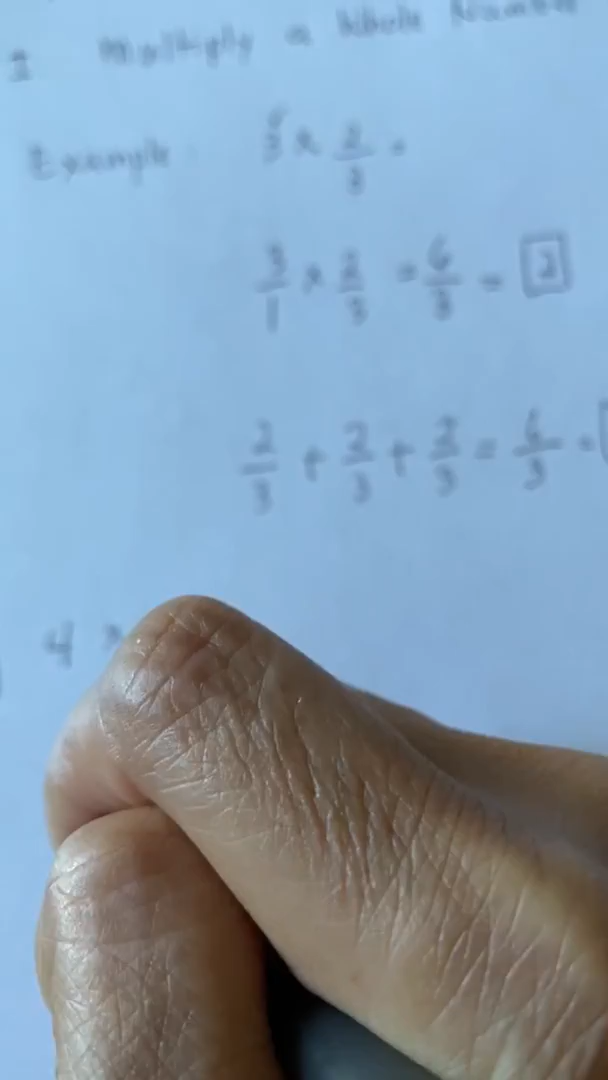 Multiply a Whole Number
Example 3 x 2/3 =
3/1 x 2/3 = 6/3 = 2
2/3 + 2/3 + 2/3 = 6/3 =
4 x